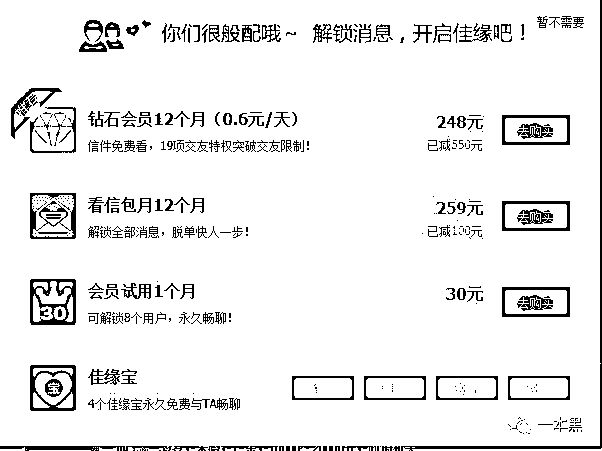 你们很般配哦～ 解锁消息，开启佳缘吧！
暂不需要
钻石会员12个月（0.6元/天）
248元
去购买
信件免费看，19项交友特权突破交友限制！
已减550元
看信包月12个月
259元
去购买
解锁全部消息，脱单快人一步！
已减100元
会员试用1个月
30元
去购买
30
可解锁8个用户，永久畅聊！
佳缘宝
宝
4个佳缘宝永久免费与TA畅聊
一本黑